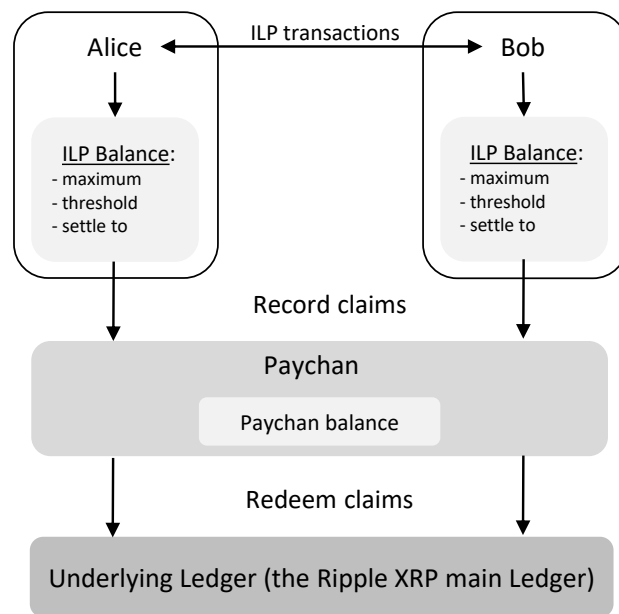 ILP transactions
Alice
Bob
ILP Balance:
- maximum
- threshold
- settle to
ILP Balance:
- maximum
- threshold
- settle to
Record claims
Paychan
Paychan balance
Redeem claims
Underlying Ledger (the Ripple XRP main Ledger)